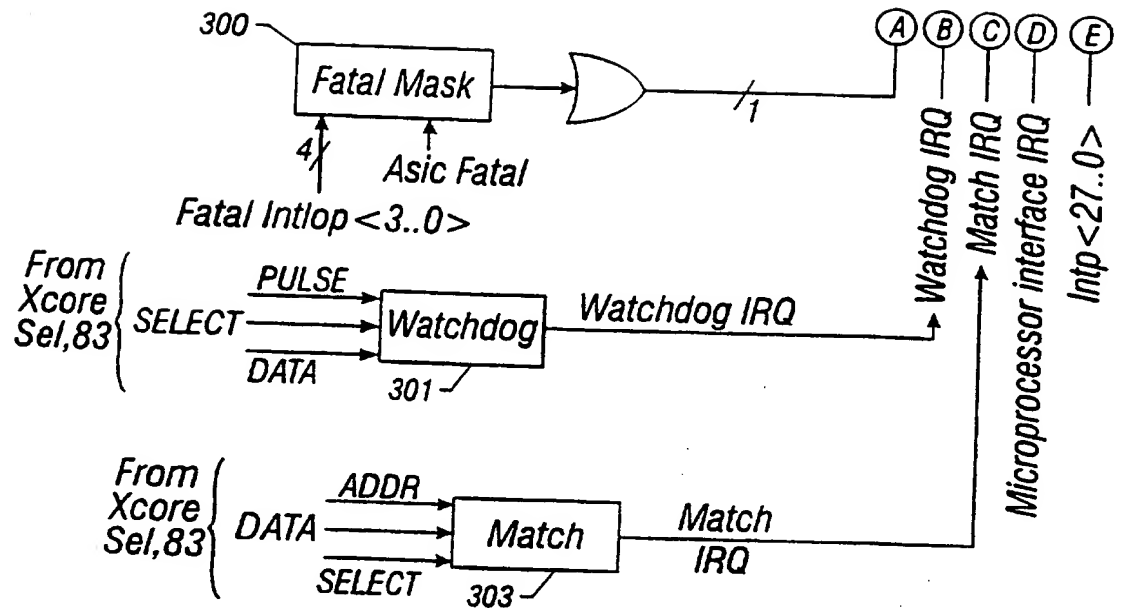 300
A B C D E
Fatal Mask
1
4
Asic Fatal
Fatal Intlop <3..0>
Watchdog IRQ
Match IRQ
Microprocessor interface IRQ
Intp<27..0>
From
Xcore
Sel,83
PULSE
SELECT
DATA
Watchdog
301
Watchdog IRQ
From
Xcore
Sel,83
ADDR
DATA
SELECT
Match
303
Match
IRQ